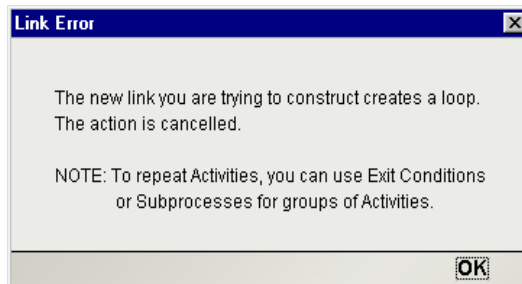 Link Error
The new link you are trying to construct creates a loop.
The action is cancelled.
NOTE: To repeat Activities, you can use Exit Conditions
or Subprocesses for groups of Activities.
OK